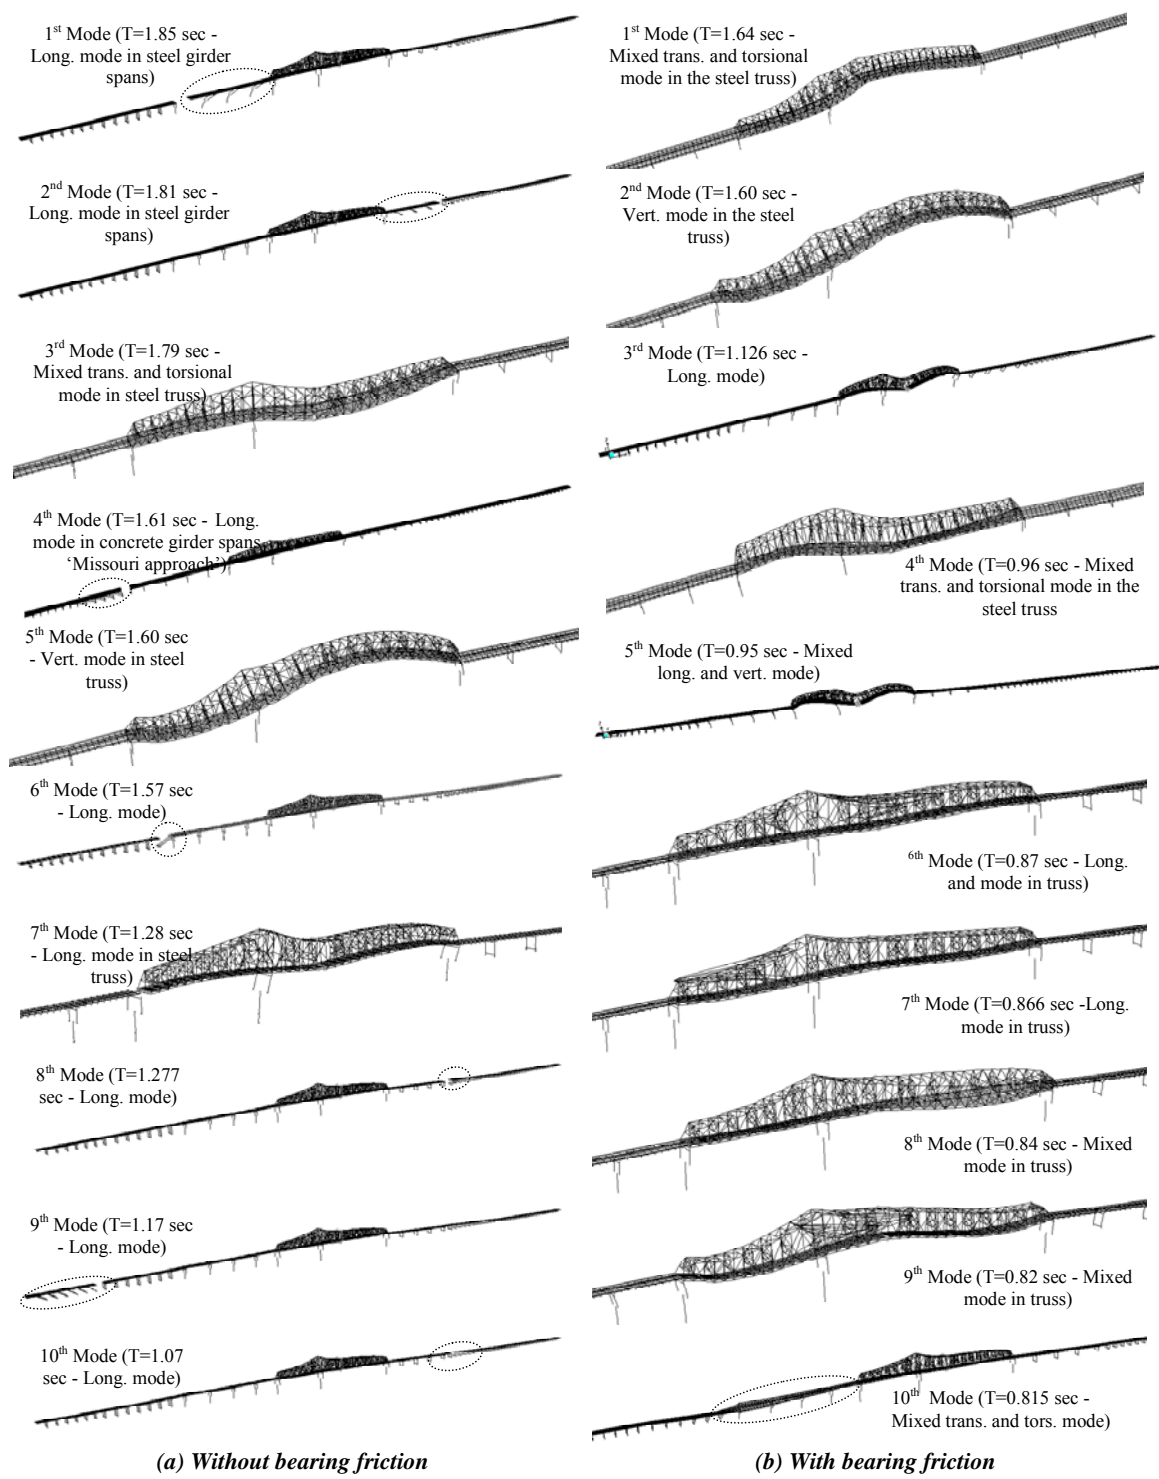 1st Mode (T=1.85 sec -
Long. mode in steel girder
spans)
2nd Mode (T=1.81 sec -
Long. mode in steel girder
spans)
3rd Mode (T=1.79 sec -
Mixed trans. and torsional
mode in steel truss)
4th Mode (T=1.61 sec - Long.
mode in concrete girder spans
‘Missouri approach’)
5th Mode (T=1.60 sec
- Vert. mode in steel
truss)
6th Mode (T=1.57 sec
- Long. mode)
7th Mode (T=1.28 sec
- Long. mode in steel
truss)
8th Mode (T=1.277
sec - Long. mode)
9th Mode (T=1.17 sec
- Long. mode)
10th Mode (T=1.07
sec - Long. mode)
(a) Without bearing friction
1st Mode (T=1.64 sec -
Mixed trans. and torsional
mode in the steel truss)
2nd Mode (T=1.60 sec -
Vert. mode in the steel
truss)
3rd Mode (T=1.126 sec -
Long. mode)
4th Mode (T=0.96 sec - Mixed
trans. and torsional mode in the
steel truss
5th Mode (T=0.95 sec - Mixed
long. and vert. mode)
6th Mode (T=0.87 sec - Long.
and mode in truss)
7th Mode (T=0.866 sec -Long.
mode in truss)
8th Mode (T=0.84 sec - Mixed
mode in truss)
9th Mode (T=0.82 sec - Mixed
mode in truss)
10th Mode (T=0.815 sec -
Mixed trans. and tors. mode)
(b) With bearing friction